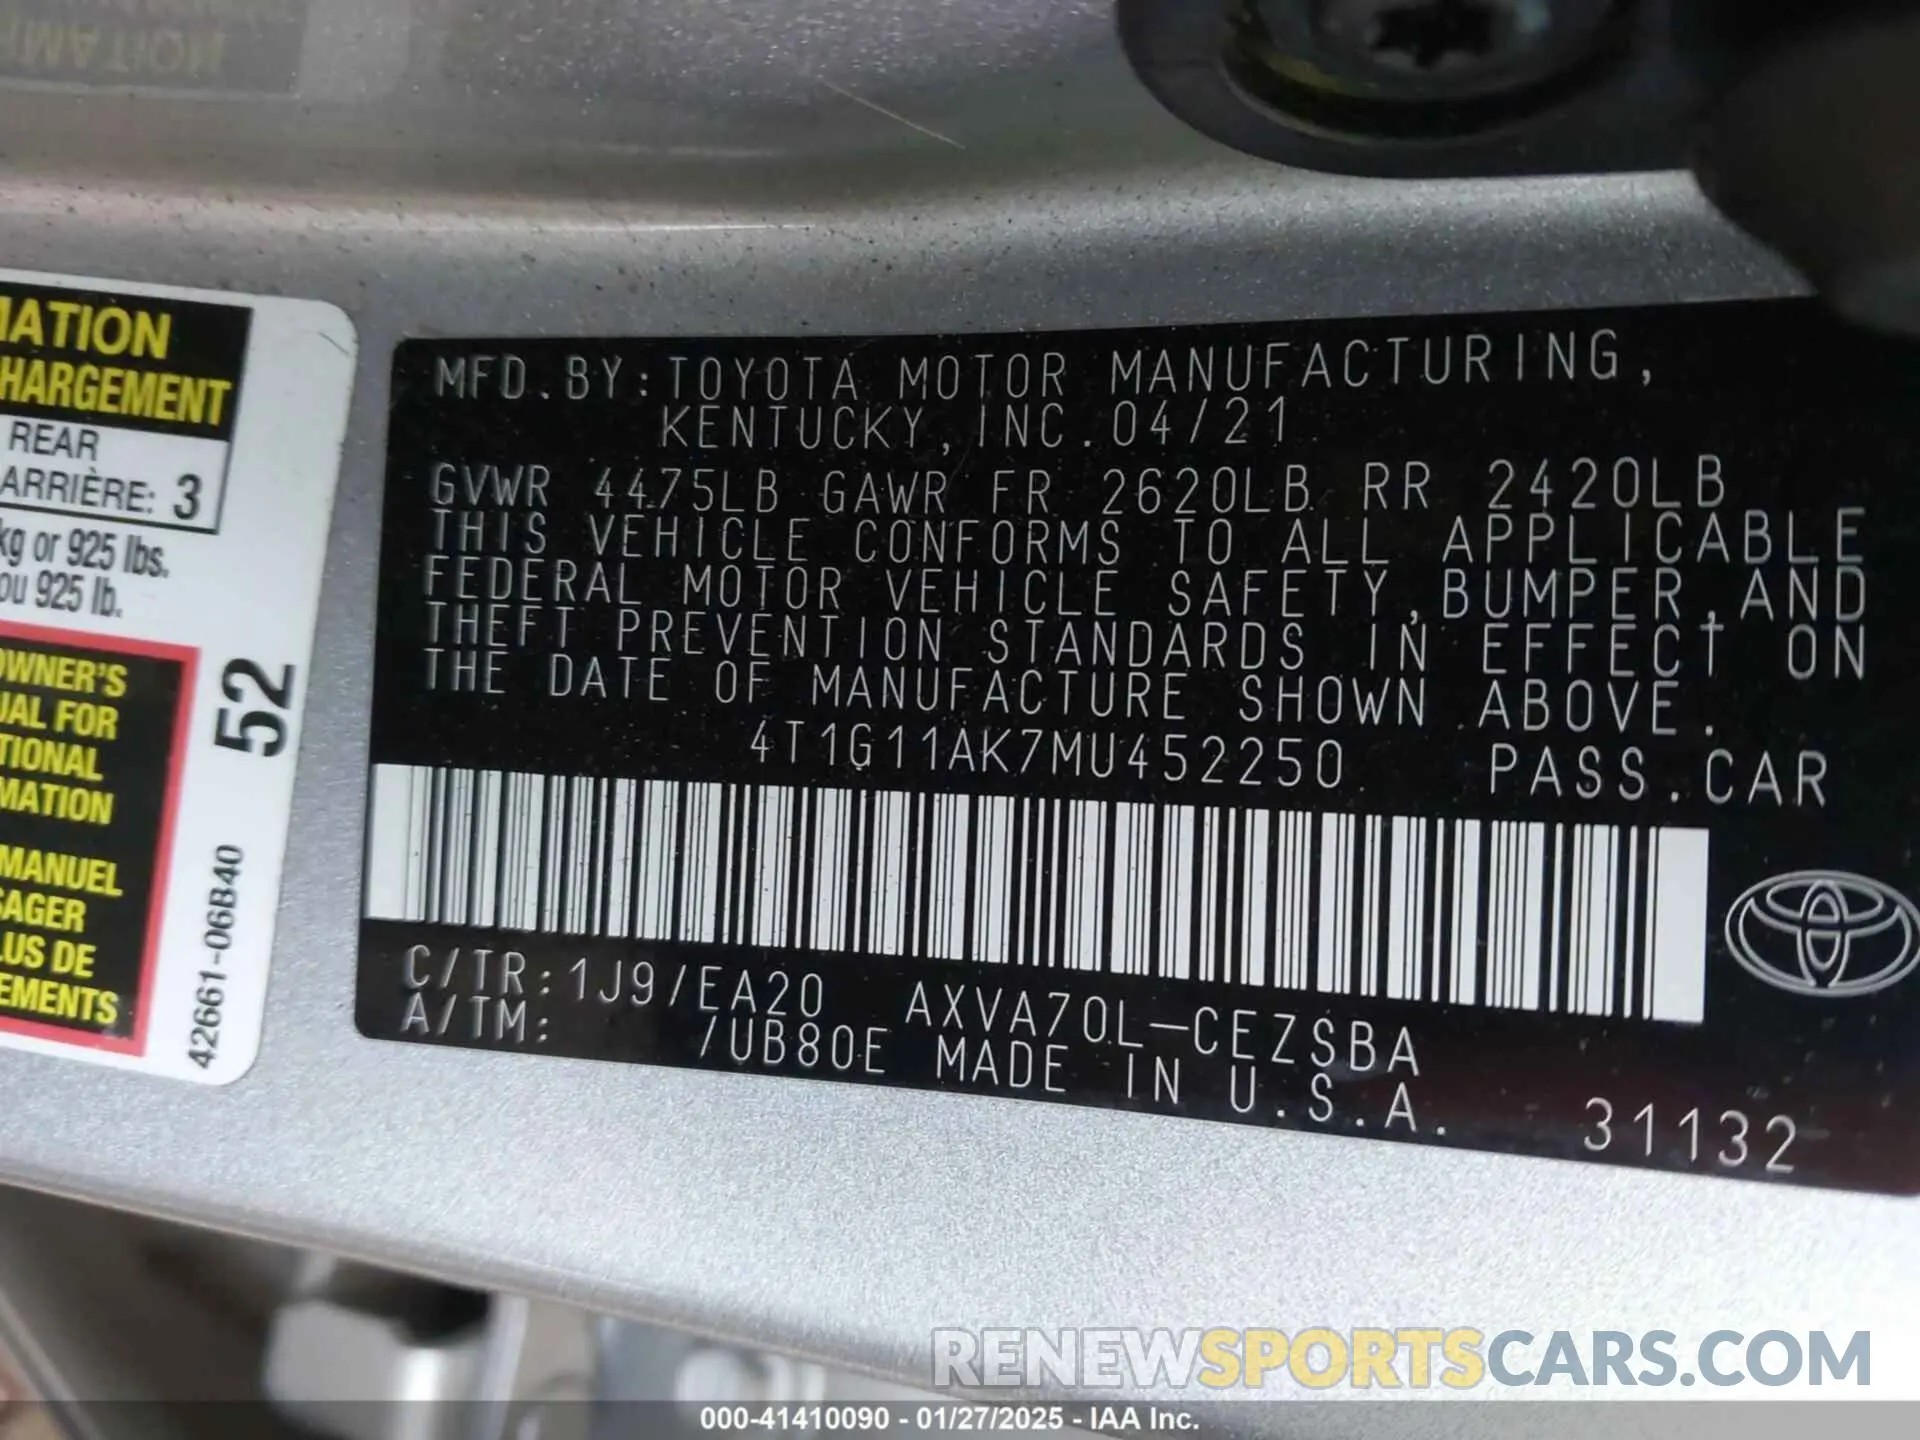 MATION
HARGEMENT
REAR
ARRIÈRE: 3
kg or 925 lbs.
ou 925 lb.
OWNER'S
UAL FOR
TIONAL
MATION
MANUEL
SAGER
LUS DE
EMENTS
52
42661-06B40
MFD.BY:TOYOTA MOTOR MANUFACTURING,
KENTUCKY,INC.04/21
GVWR 4475LB GAWR FR 2620LB RR 2420LB
THIS VEHICLE CONFORMS TO ALL APPLICABLE
FEDERAL MOTOR VEHICLE SAFETY,BUMPER,AND
THEFT PREVENTION STANDARDS IN EFFECT ON
THE DATE OF MANUFACTURE SHOWN ABOVE.
4T1G11AK7MU452250 PASS.CAR
C/TR:1J9/EA20 AXVA70L-CEZSBA
A/TM: /UB80E MADE IN U.S.A.
31132
RENEWSPORTSCARS.COM
000-41410090 - 01/27/2025 - IAA Inc.